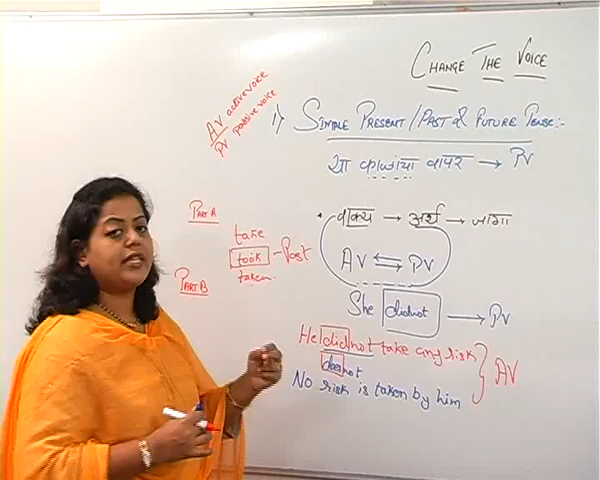 CHANGE THE VOICE
AV active voice
PV passive voice
1) SIMPLE PRESENT / PAST & FUTURE TENSE:-
या काळाचा वापर → PV
PART A
take
took - Past
taken.
PART B
• वाक्य → अर्थ → जागा
AV ⇌ PV
She did not → PV
He did not take any risk
does not
No risk is taken by him
AV